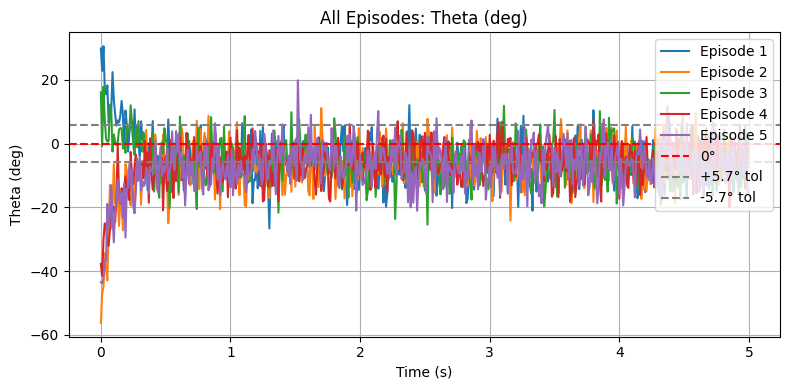 All Episodes: Theta (deg)
Theta (deg)
20
0
−20
−40
−60
0
1
2
3
4
5
Time (s)
Episode 1
Episode 2
Episode 3
Episode 4
Episode 5
0°
+5.7° tol
-5.7° tol